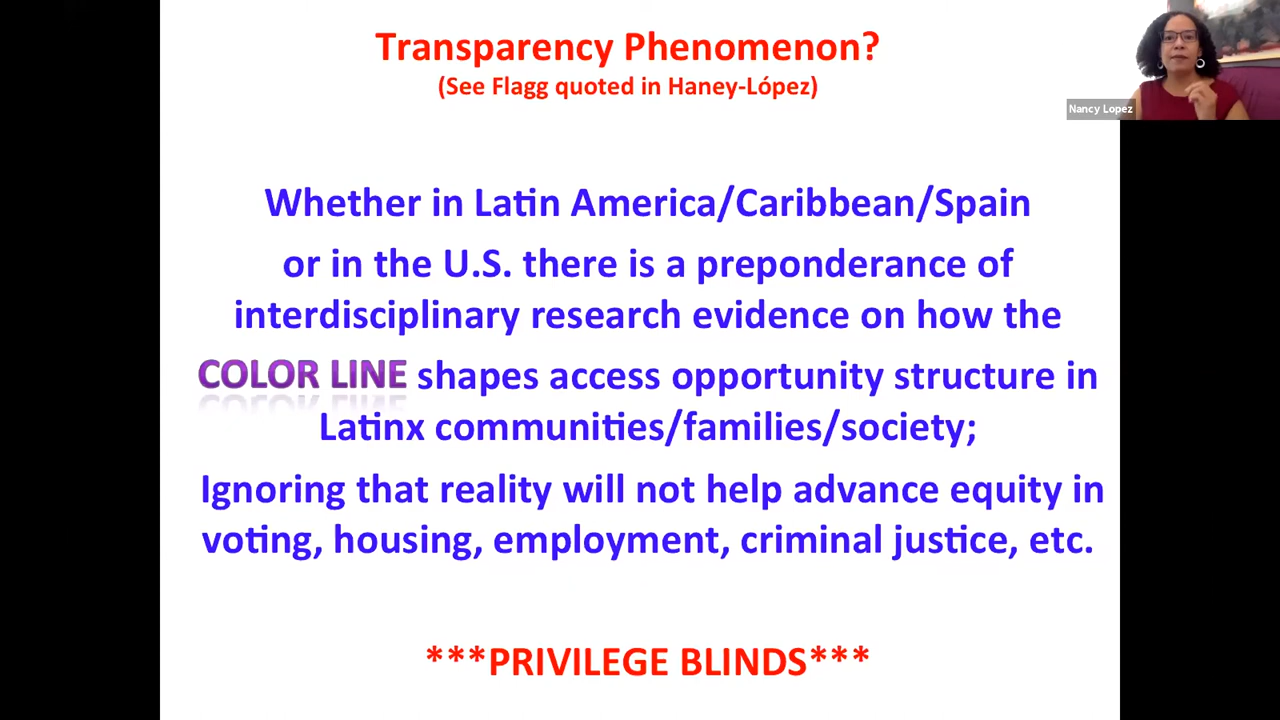 Transparency Phenomenon?
(See Flagg quoted in Haney-López)
Nancy Lopez
Whether in Latin America/Caribbean/Spain
or in the U.S. there is a preponderance of
interdisciplinary research evidence on how the
COLOR LINE shapes access opportunity structure in
Latinx communities/families/society;
Ignoring that reality will not help advance equity in
voting, housing, employment, criminal justice, etc.
***PRIVILEGE BLINDS***